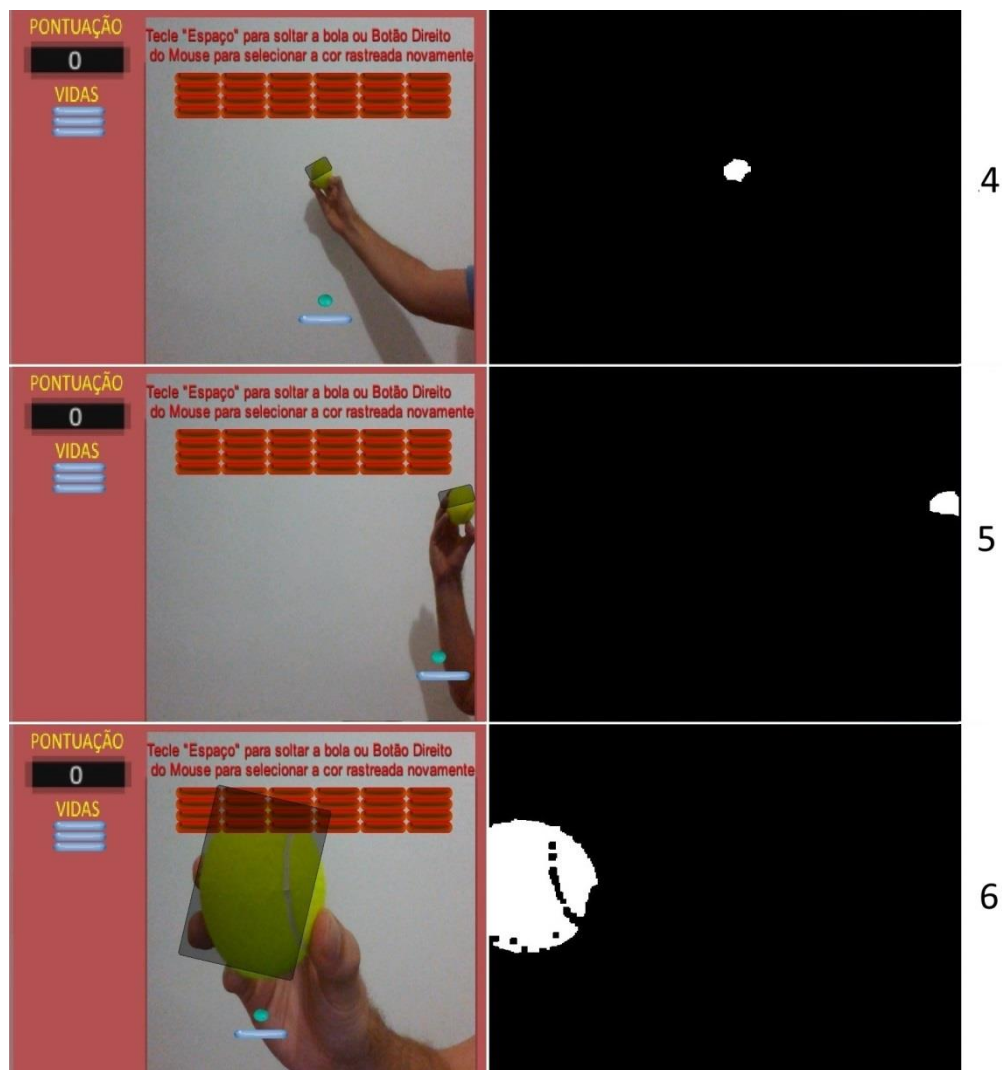 PONTUAÇÃO
0
VIDAS
Tecle "Espaço" para soltar a bola ou Botão Direito
do Mouse para selecionar a cor rastreada novamente
4
PONTUAÇÃO
0
VIDAS
Tecle "Espaço" para soltar a bola ou Botão Direito
do Mouse para selecionar a cor rastreada novamente
5
PONTUAÇÃO
0
VIDAS
Tecle "Espaço" para soltar a bola ou Botão Direito
do Mouse para selecionar a cor rastreada novamente
6